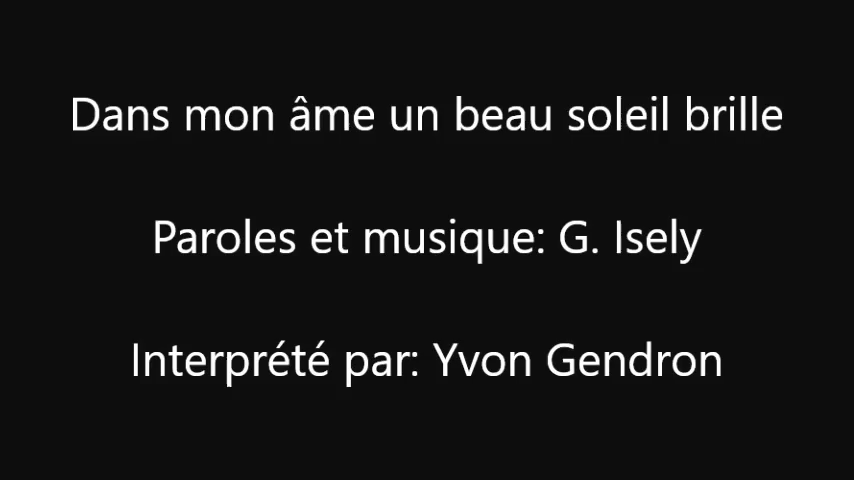 Dans mon âme un beau soleil brille
Paroles et musique: G. Isely
Interprété par: Yvon Gendron